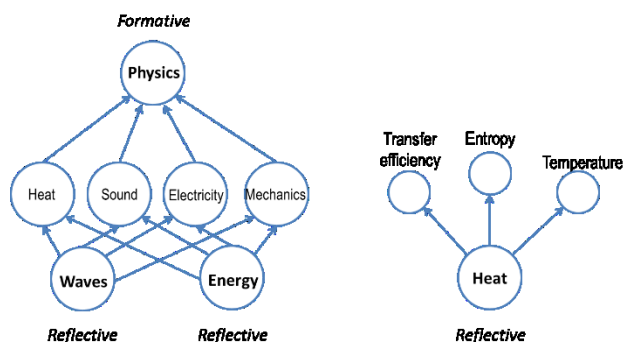 Formative
Physics
Heat
Sound
Electricity
Mechanics
Waves
Energy
Reflective
Reflective
Transfer
efficiency
Entropy
Temperature
Heat
Reflective